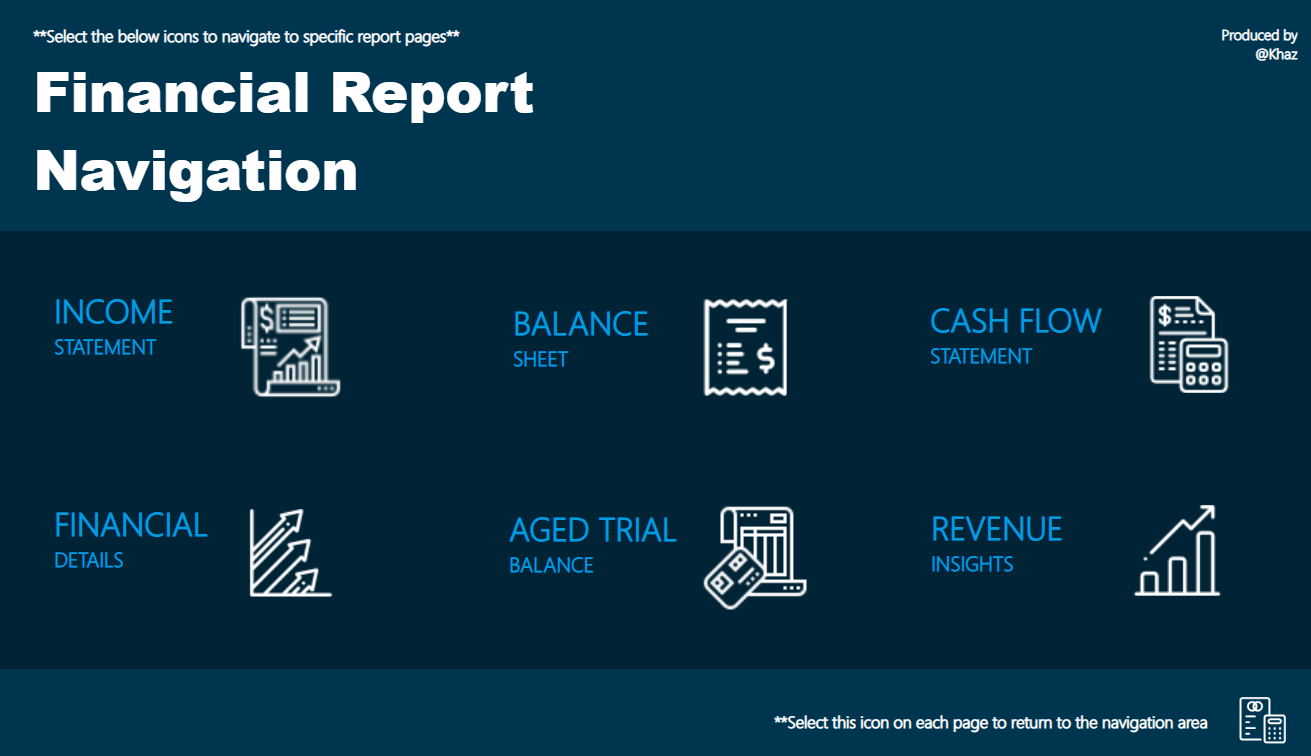 **Select the below icons to navigate to specific report pages**
Produced by
@Khaz
Financial Report
Navigation
INCOME
STATEMENT
$
BALANCE
SHEET
$
CASH FLOW
STATEMENT
$
FINANCIAL
DETAILS
AGED TRIAL
BALANCE
REVENUE
INSIGHTS
**Select this icon on each page to return to the navigation area